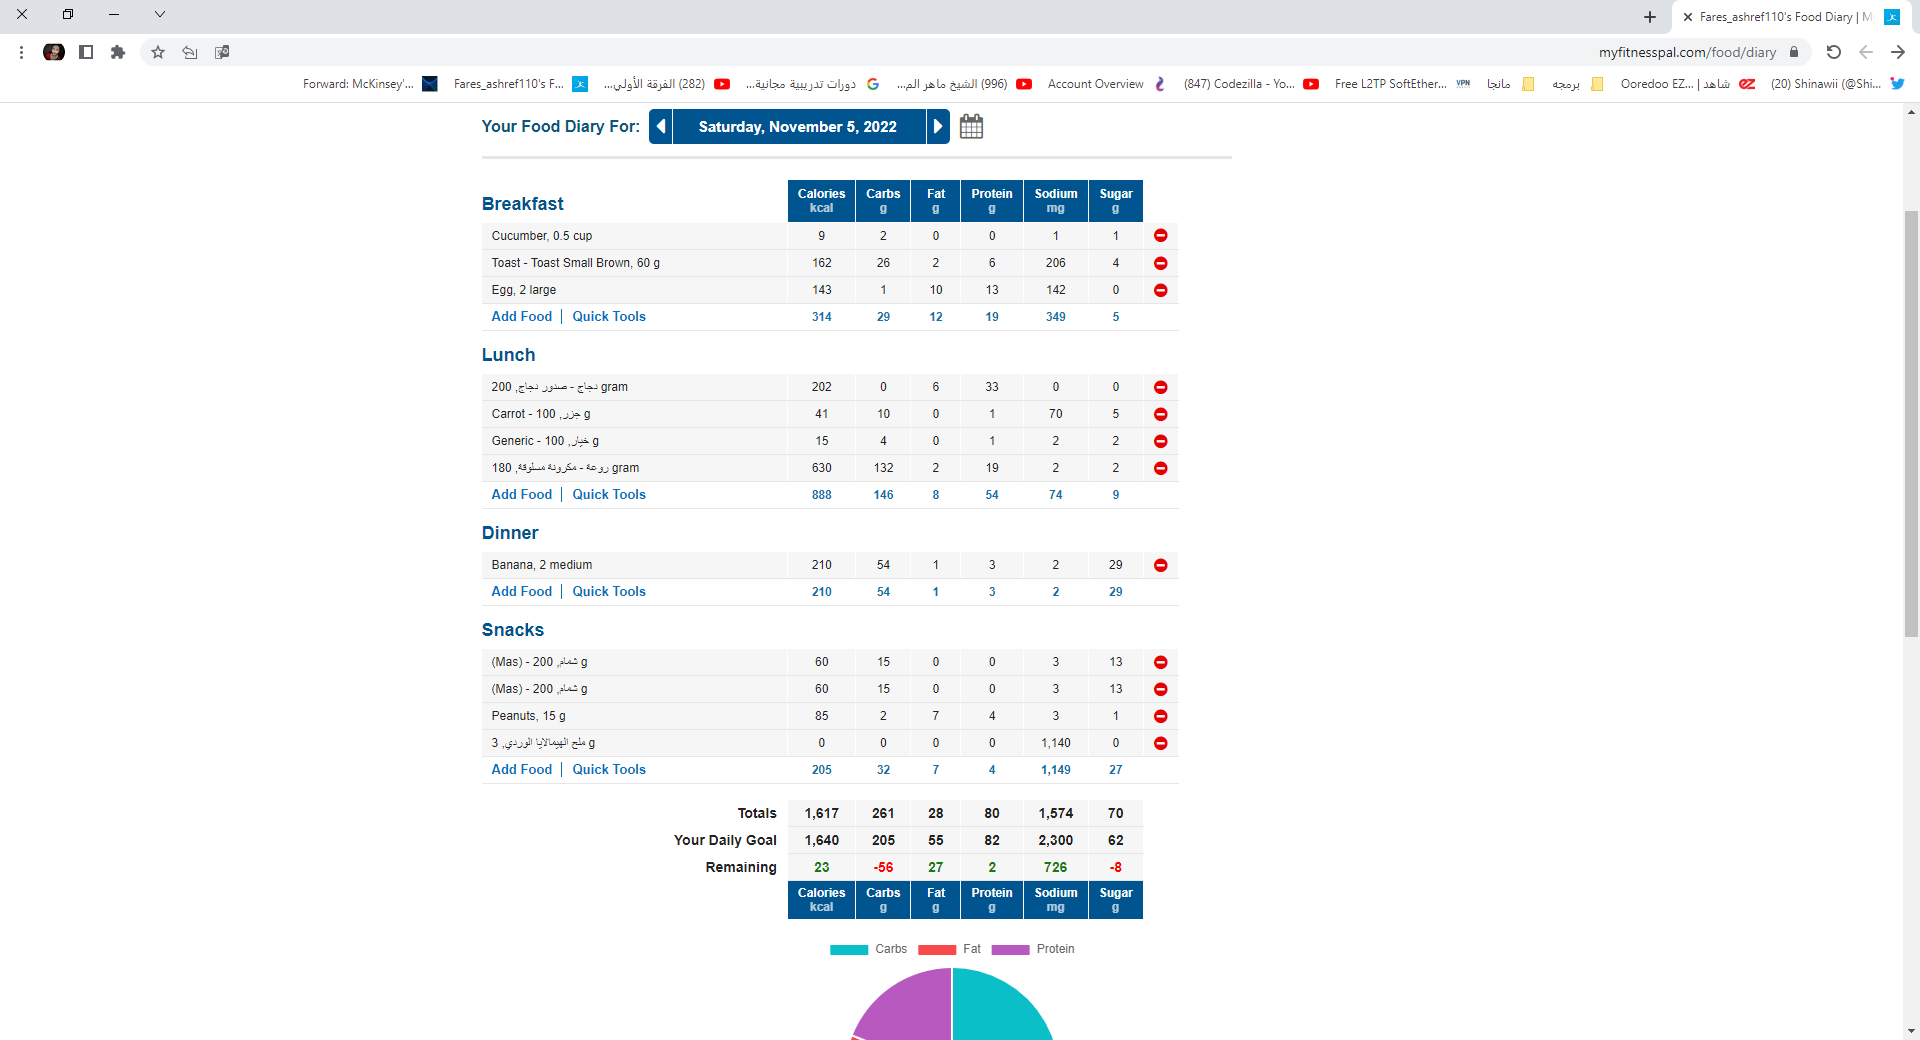 Fares_ashref110's Food Diary | M
myfitnesspal.com/food/diary
Forward: McKinsey'...
Fares_ashref110's F...
(282) الفرقة الأولي...
دورات تدريبية مجانية...
(996) الشيخ ماهر الم...
Account Overview
(847) Codezilla - Yo...
Free L2TP SoftEther...
VPN
مانجا
برمجه
شاهد | Ooredoo EZ...
(20) Shinawii (@Shi...
Your Food Diary For: Saturday, November 5, 2022
Breakfast Calories kcal Carbs g Fat g Protein g Sodium mg Sugar g
Cucumber, 0.5 cup 9 2 0 0 1 1
Toast - Toast Small Brown, 60 g 162 26 2 6 206 4
Egg, 2 large 143 1 10 13 142 0
Add Food | Quick Tools 314 29 12 19 349 5
Lunch
دجاج - صدور دجاج, 200 gram 202 0 6 33 0 0
Carrot - جزر, 100 g 41 10 0 1 70 5
Generic - خيار, 100 g 15 4 0 1 2 2
روعة - مكرونة مسلوقة, 180 gram 630 132 2 19 2 2
Add Food | Quick Tools 888 146 8 54 74 9
Dinner
Banana, 2 medium 210 54 1 3 2 29
Add Food | Quick Tools 210 54 1 3 2 29
Snacks
(Mas) - شمام, 200 g 60 15 0 0 3 13
(Mas) - شمام, 200 g 60 15 0 0 3 13
Peanuts, 15 g 85 2 7 4 3 1
ملح الهيمالايا الوردي, 3 g 0 0 0 0 1,140 0
Add Food | Quick Tools 205 32 7 4 1,149 27
Totals 1,617 261 28 80 1,574 70
Your Daily Goal 1,640 205 55 82 2,300 62
Remaining 23 -56 27 2 726 -8
Calories kcal Carbs g Fat g Protein g Sodium mg Sugar g
Carbs Fat Protein